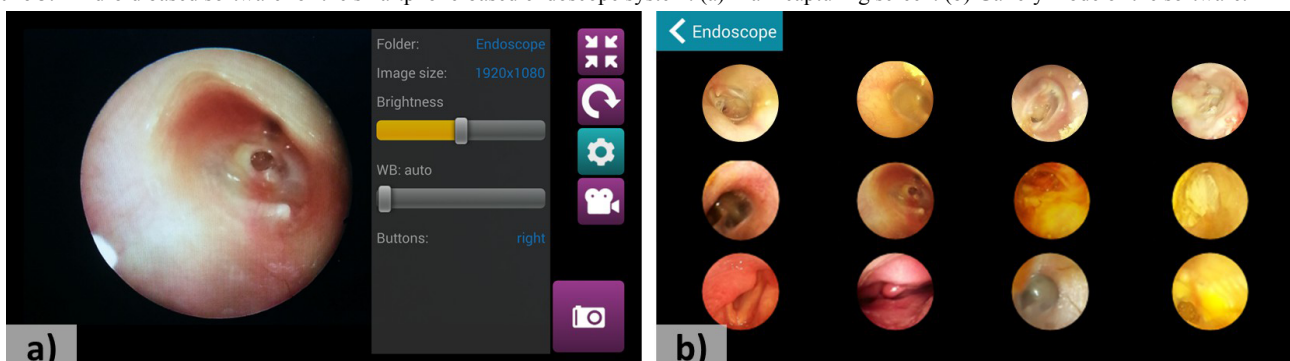 Folder: Endoscope
Image size: 1920x1080
Brightness
WB: auto
Buttons: right
a)
Endoscope
b)